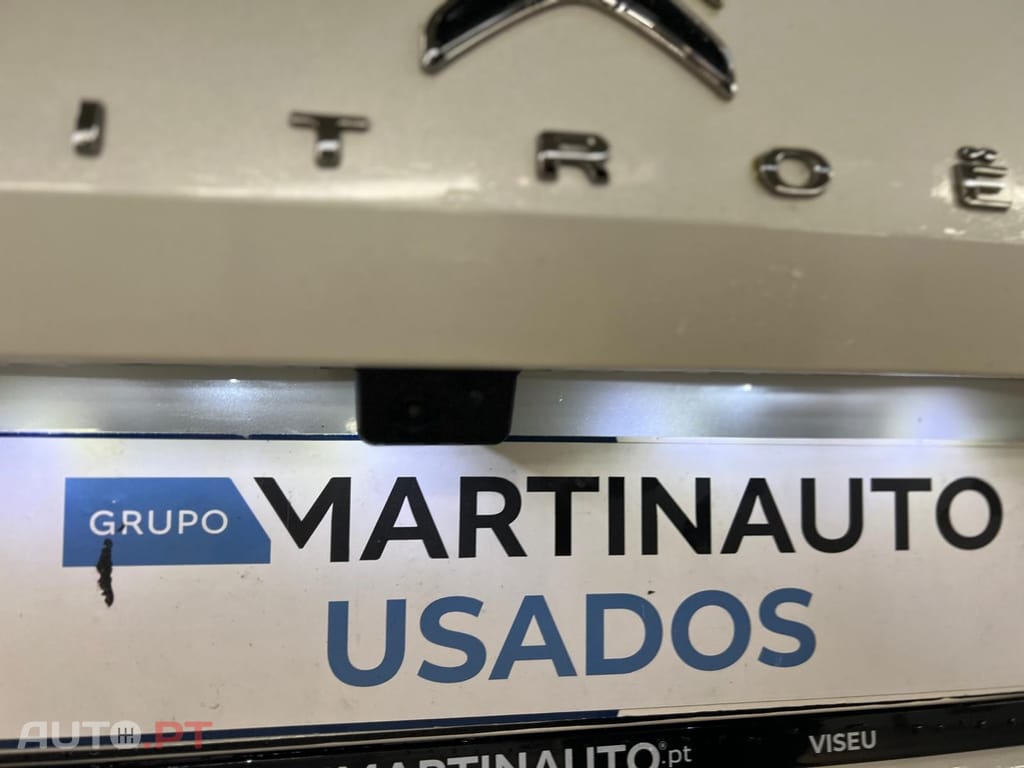 ITROË
GRUPO MARTINAUTO
USADOS
MARTINAUTO®.pt VISEU
AUTO.PT